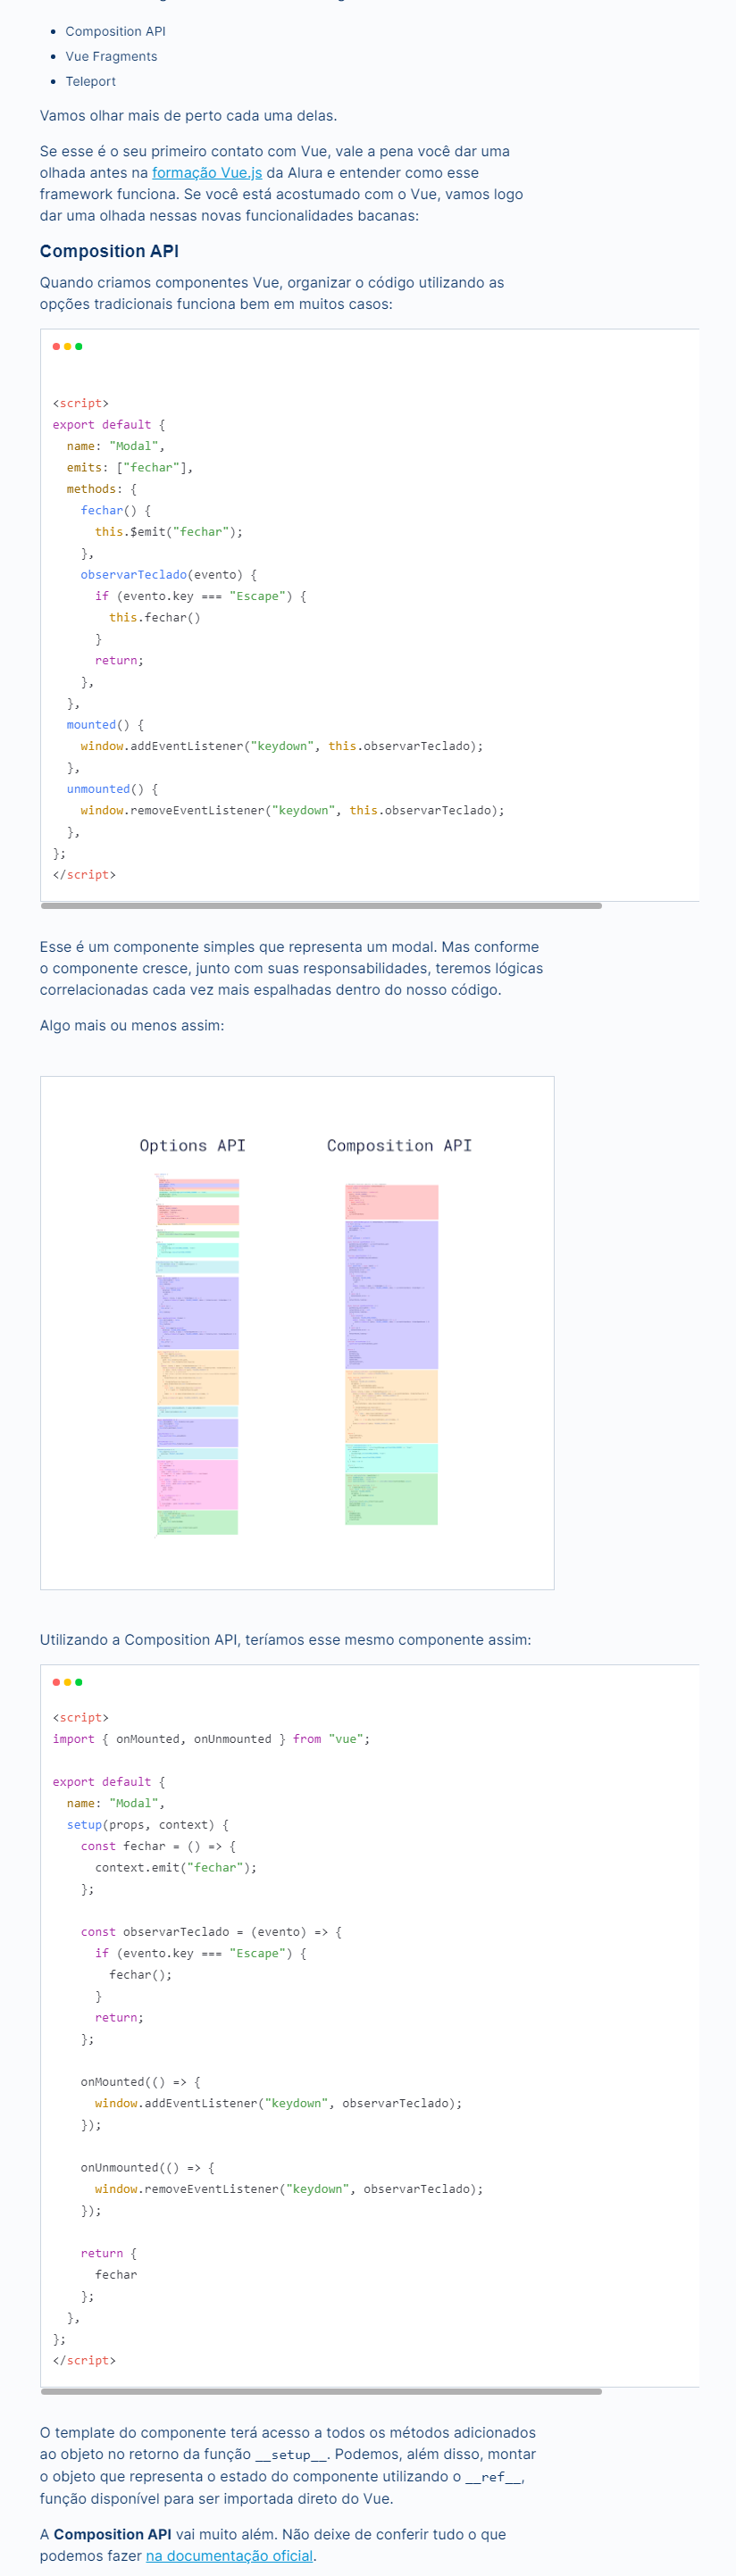 Composition API
Vue Fragments
Teleport
Vamos olhar mais de perto cada uma delas.
Se esse é o seu primeiro contato com Vue, vale a pena você dar uma
olhada antes na formação Vue.js da Alura e entender como esse
framework funciona. Se você está acostumado com o Vue, vamos logo
dar uma olhada nessas novas funcionalidades bacanas:
Composition API
Quando criamos componentes Vue, organizar o código utilizando as
opções tradicionais funciona bem em muitos casos:
<script>
export default {
  name: "Modal",
  emits: ["fechar"],
  methods: {
    fechar() {
      this.$emit("fechar");
    },
    observarTeclado(evento) {
      if (evento.key === "Escape") {
        this.fechar()
      }
      return;
    },
  },
  mounted() {
    window.addEventListener("keydown", this.observarTeclado);
  },
  unmounted() {
    window.removeEventListener("keydown", this.observarTeclado);
  },
};
</script>
Esse é um componente simples que representa um modal. Mas conforme
o componente cresce, junto com suas responsabilidades, teremos lógicas
correlacionadas cada vez mais espalhadas dentro do nosso código.
Algo mais ou menos assim:
Options API
Composition API
Utilizando a Composition API, teríamos esse mesmo componente assim:
<script>
import { onMounted, onUnmounted } from "vue";
export default {
  name: "Modal",
  setup(props, context) {
    const fechar = () => {
      context.emit("fechar");
    };
    const observarTeclado = (evento) => {
      if (evento.key === "Escape") {
        fechar();
      }
      return;
    };
    onMounted(() => {
      window.addEventListener("keydown", observarTeclado);
    });
    onUnmounted(() => {
      window.removeEventListener("keydown", observarTeclado);
    });
    return {
      fechar
    };
  },
};
</script>
O template do componente terá acesso a todos os métodos adicionados
ao objeto no retorno da função __setup__. Podemos, além disso, montar
o objeto que representa o estado do componente utilizando o __ref__,
função disponível para ser importada direto do Vue.
A Composition API vai muito além. Não deixe de conferir tudo o que
podemos fazer na documentação oficial.